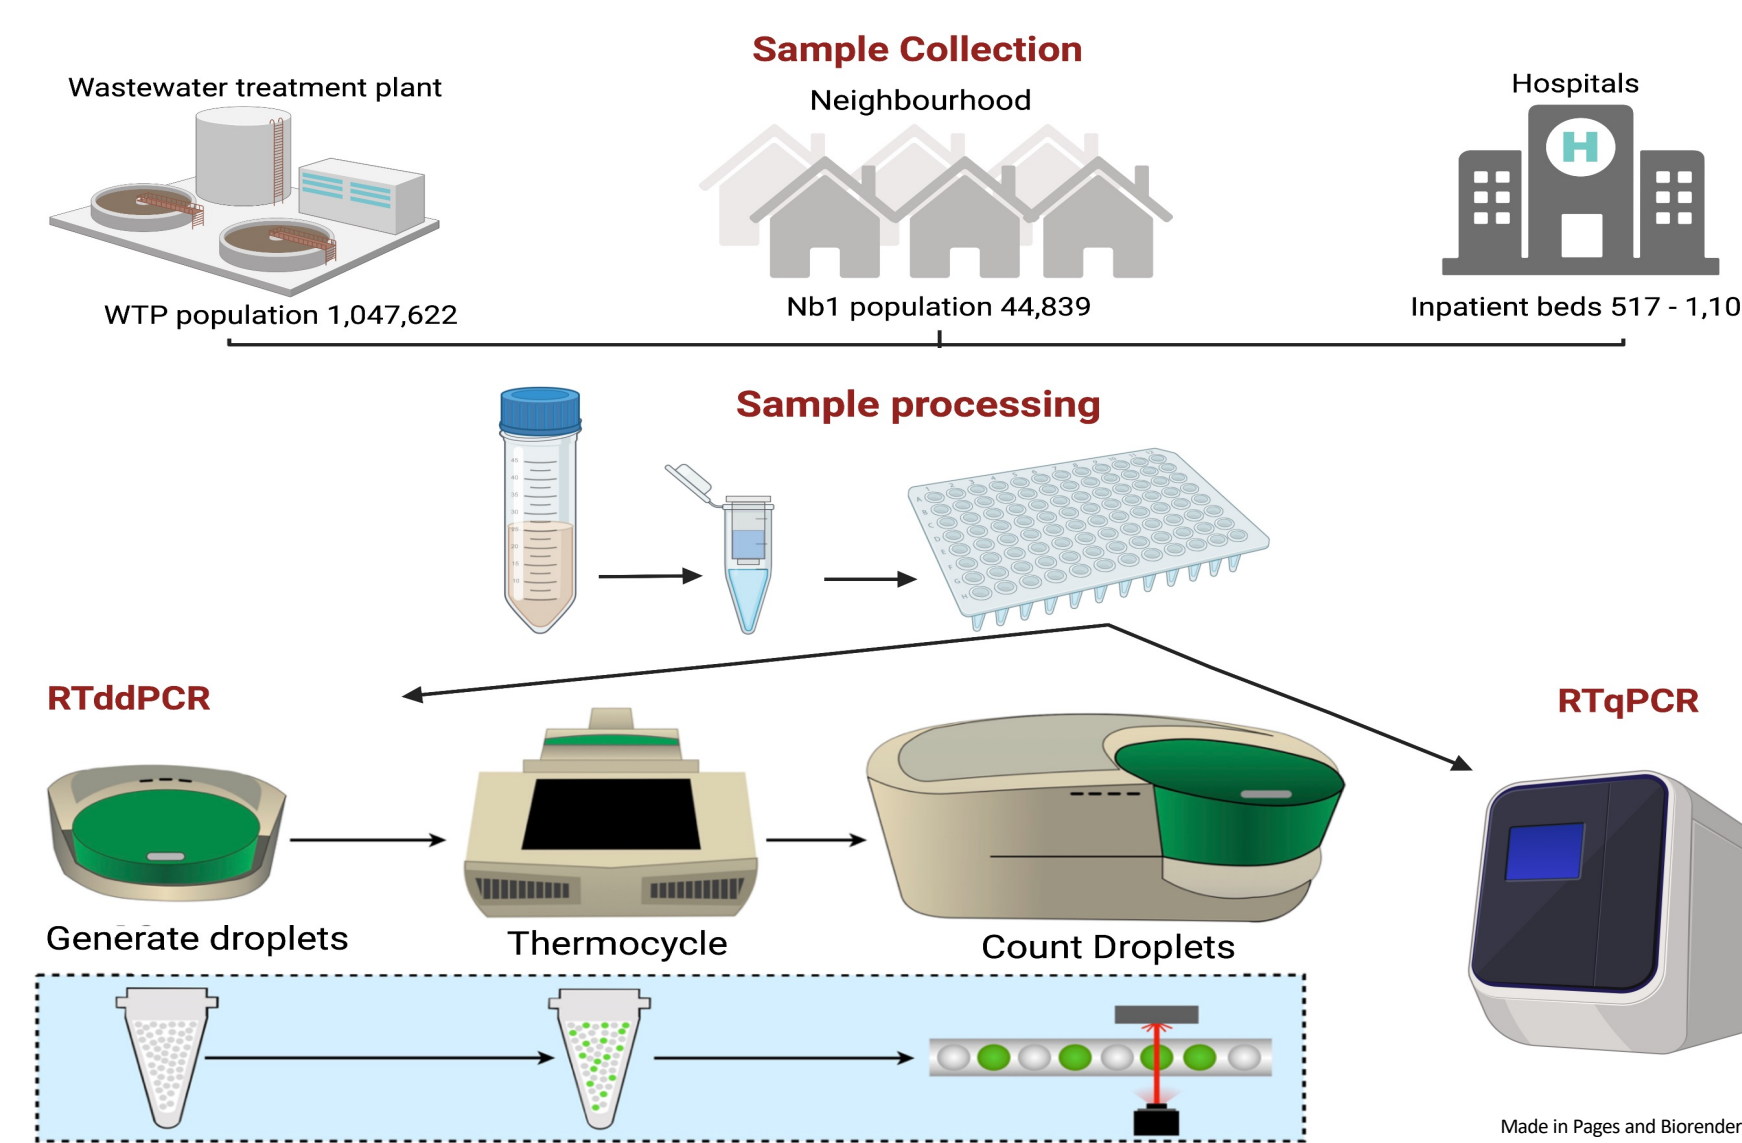 Sample Collection
Wastewater treatment plant
Neighbourhood
Hospitals
H
WTP population 1,047,622
Nb1 population 44,839
Inpatient beds 517 - 1,10
Sample processing
RTddPCR
RTqPCR
Generate droplets
Thermocycle
Count Droplets
Made in Pages and Biorender